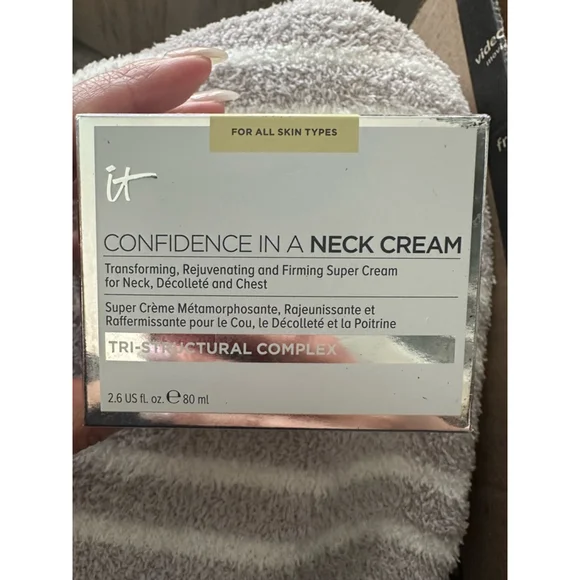 FOR ALL SKIN TYPES
it
CONFIDENCE IN A NECK CREAM
Transforming, Rejuvenating and Firming Super Cream
for Neck, Décolleté and Chest
Super Crème Métamorphosante, Rajeunissante et
Raffermissante pour le Cou, le Décolleté et la Poitrine
TRI-STRUCTURAL COMPLEX
2.6 US fl. oz. ℮ 80 ml